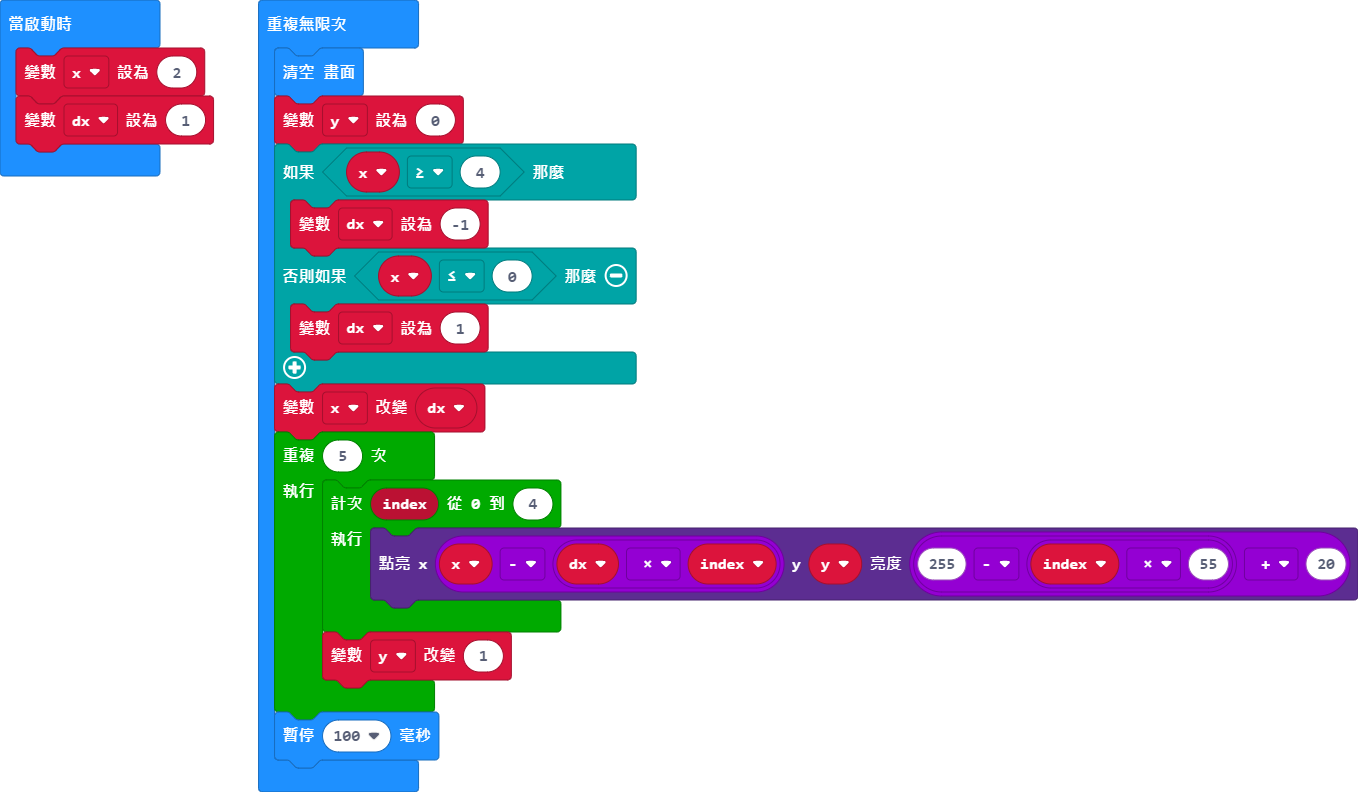 當啟動時
變數 x 設為 2
變數 dx 設為 1
重複無限次
清空 畫面
變數 y 設為 0
如果 x ≥ 4 那麼
變數 dx 設為 -1
否則如果 x ≤ 0 那麼
變數 dx 設為 1
變數 x 改變 dx
重複 5 次
執行
計次 index 從 0 到 4
執行
點亮 x x - dx × index y y 亮度 255 - index × 55 + 20
變數 y 改變 1
暫停 100 毫秒